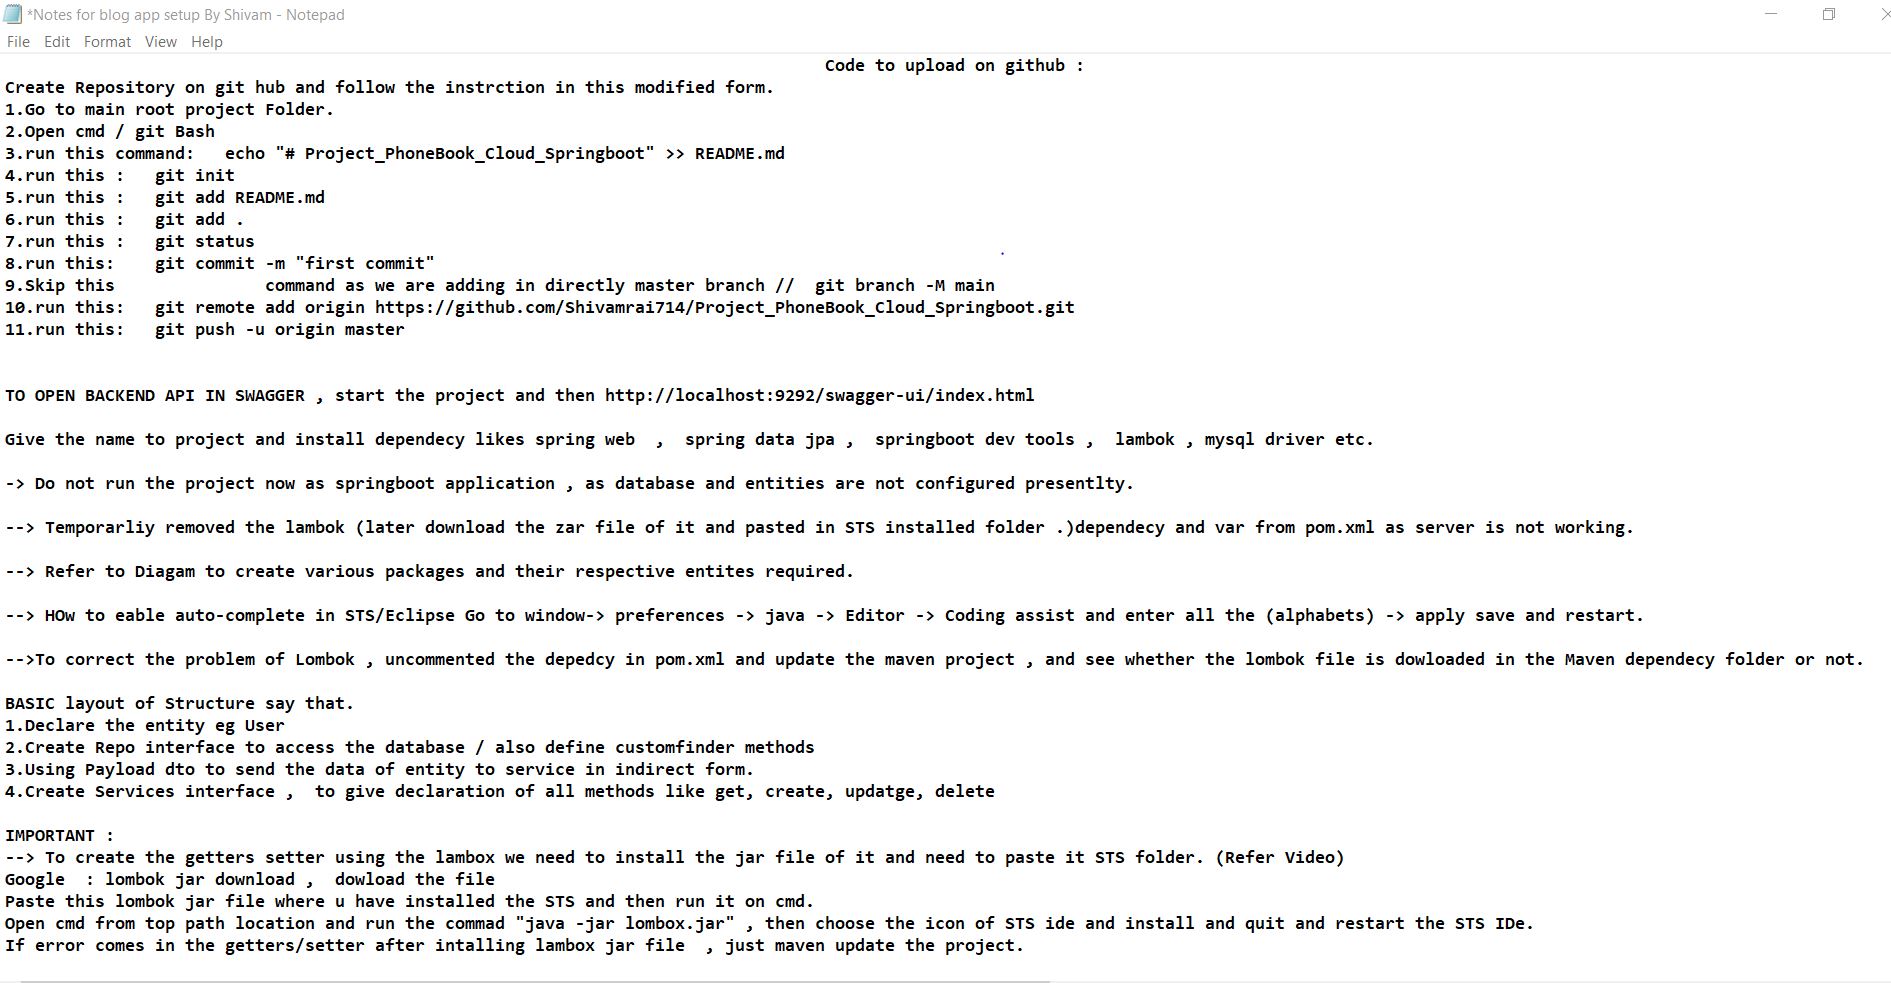 *Notes for blog app setup By Shivam - Notepad
File Edit Format View Help
Code to upload on github :
Create Repository on git hub and follow the instrction in this modified form.
1.Go to main root project Folder.
2.Open cmd / git Bash
3.run this command:   echo "# Project_PhoneBook_Cloud_Springboot" >> README.md
4.run this :   git init
5.run this :   git add README.md
6.run this :   git add .
7.run this :   git status
8.run this:    git commit -m "first commit"
9.Skip this               command as we are adding in directly master branch //  git branch -M main
10.run this:   git remote add origin https://github.com/Shivamrai714/Project_PhoneBook_Cloud_Springboot.git
11.run this:   git push -u origin master
TO OPEN BACKEND API IN SWAGGER , start the project and then http://localhost:9292/swagger-ui/index.html
Give the name to project and install dependecy likes spring web  ,  spring data jpa ,  springboot dev tools ,  lambok , mysql driver etc.
-> Do not run the project now as springboot application , as database and entities are not configured presentlty.
--> Temporarliy removed the lambok (later download the zar file of it and pasted in STS installed folder .)dependecy and var from pom.xml as server is not working.
--> Refer to Diagam to create various packages and their respective entites required.
--> HOw to eable auto-complete in STS/Eclipse Go to window-> preferences -> java -> Editor -> Coding assist and enter all the (alphabets) -> apply save and restart.
-->To correct the problem of Lombok , uncommented the depedcy in pom.xml and update the maven project , and see whether the lombok file is dowloaded in the Maven dependecy folder or not.
BASIC layout of Structure say that.
1.Declare the entity eg User
2.Create Repo interface to access the database / also define customfinder methods
3.Using Payload dto to send the data of entity to service in indirect form.
4.Create Services interface ,  to give declaration of all methods like get, create, updatge, delete
IMPORTANT :
--> To create the getters setter using the lambox we need to install the jar file of it and need to paste it STS folder. (Refer Video)
Google  : lombok jar download ,  dowload the file
Paste this lombok jar file where u have installed the STS and then run it on cmd.
Open cmd from top path location and run the commad "java -jar lombox.jar" , then choose the icon of STS ide and install and quit and restart the STS IDe.
If error comes in the getters/setter after intalling lambox jar file  , just maven update the project.